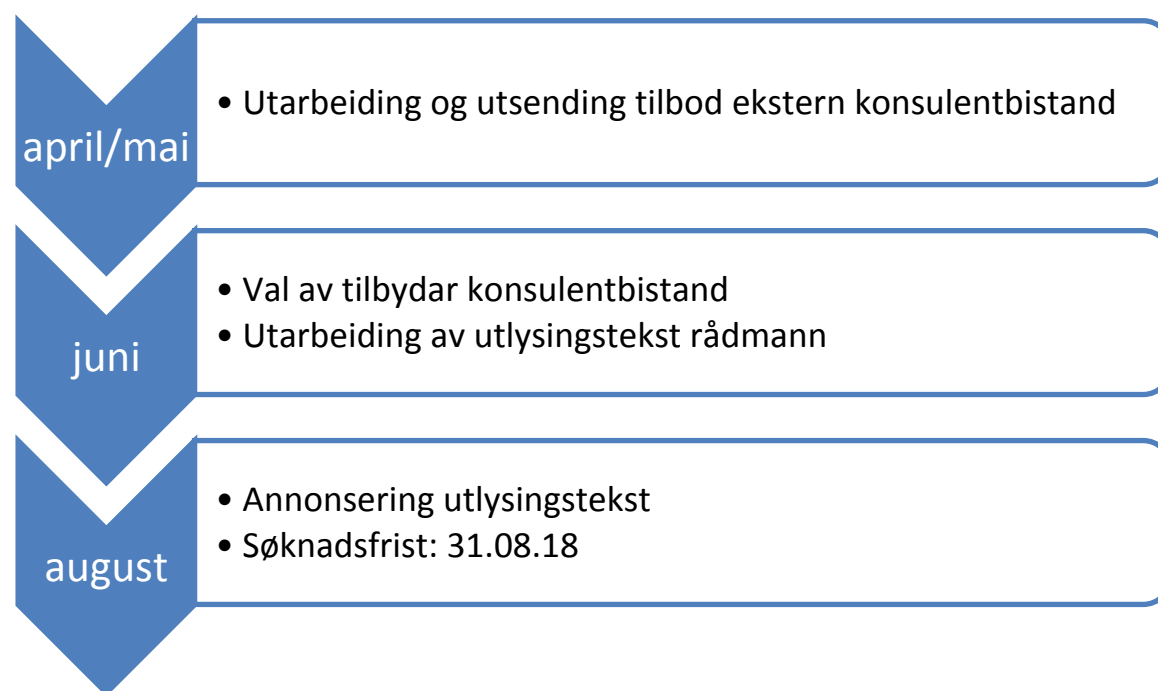 april/mai
• Utarbeiding og utsending tilbod ekstern konsulentbistand
juni
• Val av tilbydar konsulentbistand
• Utarbeiding av utlysingstekst rådmann
august
• Annonsering utlysingstekst
• Søknadsfrist: 31.08.18